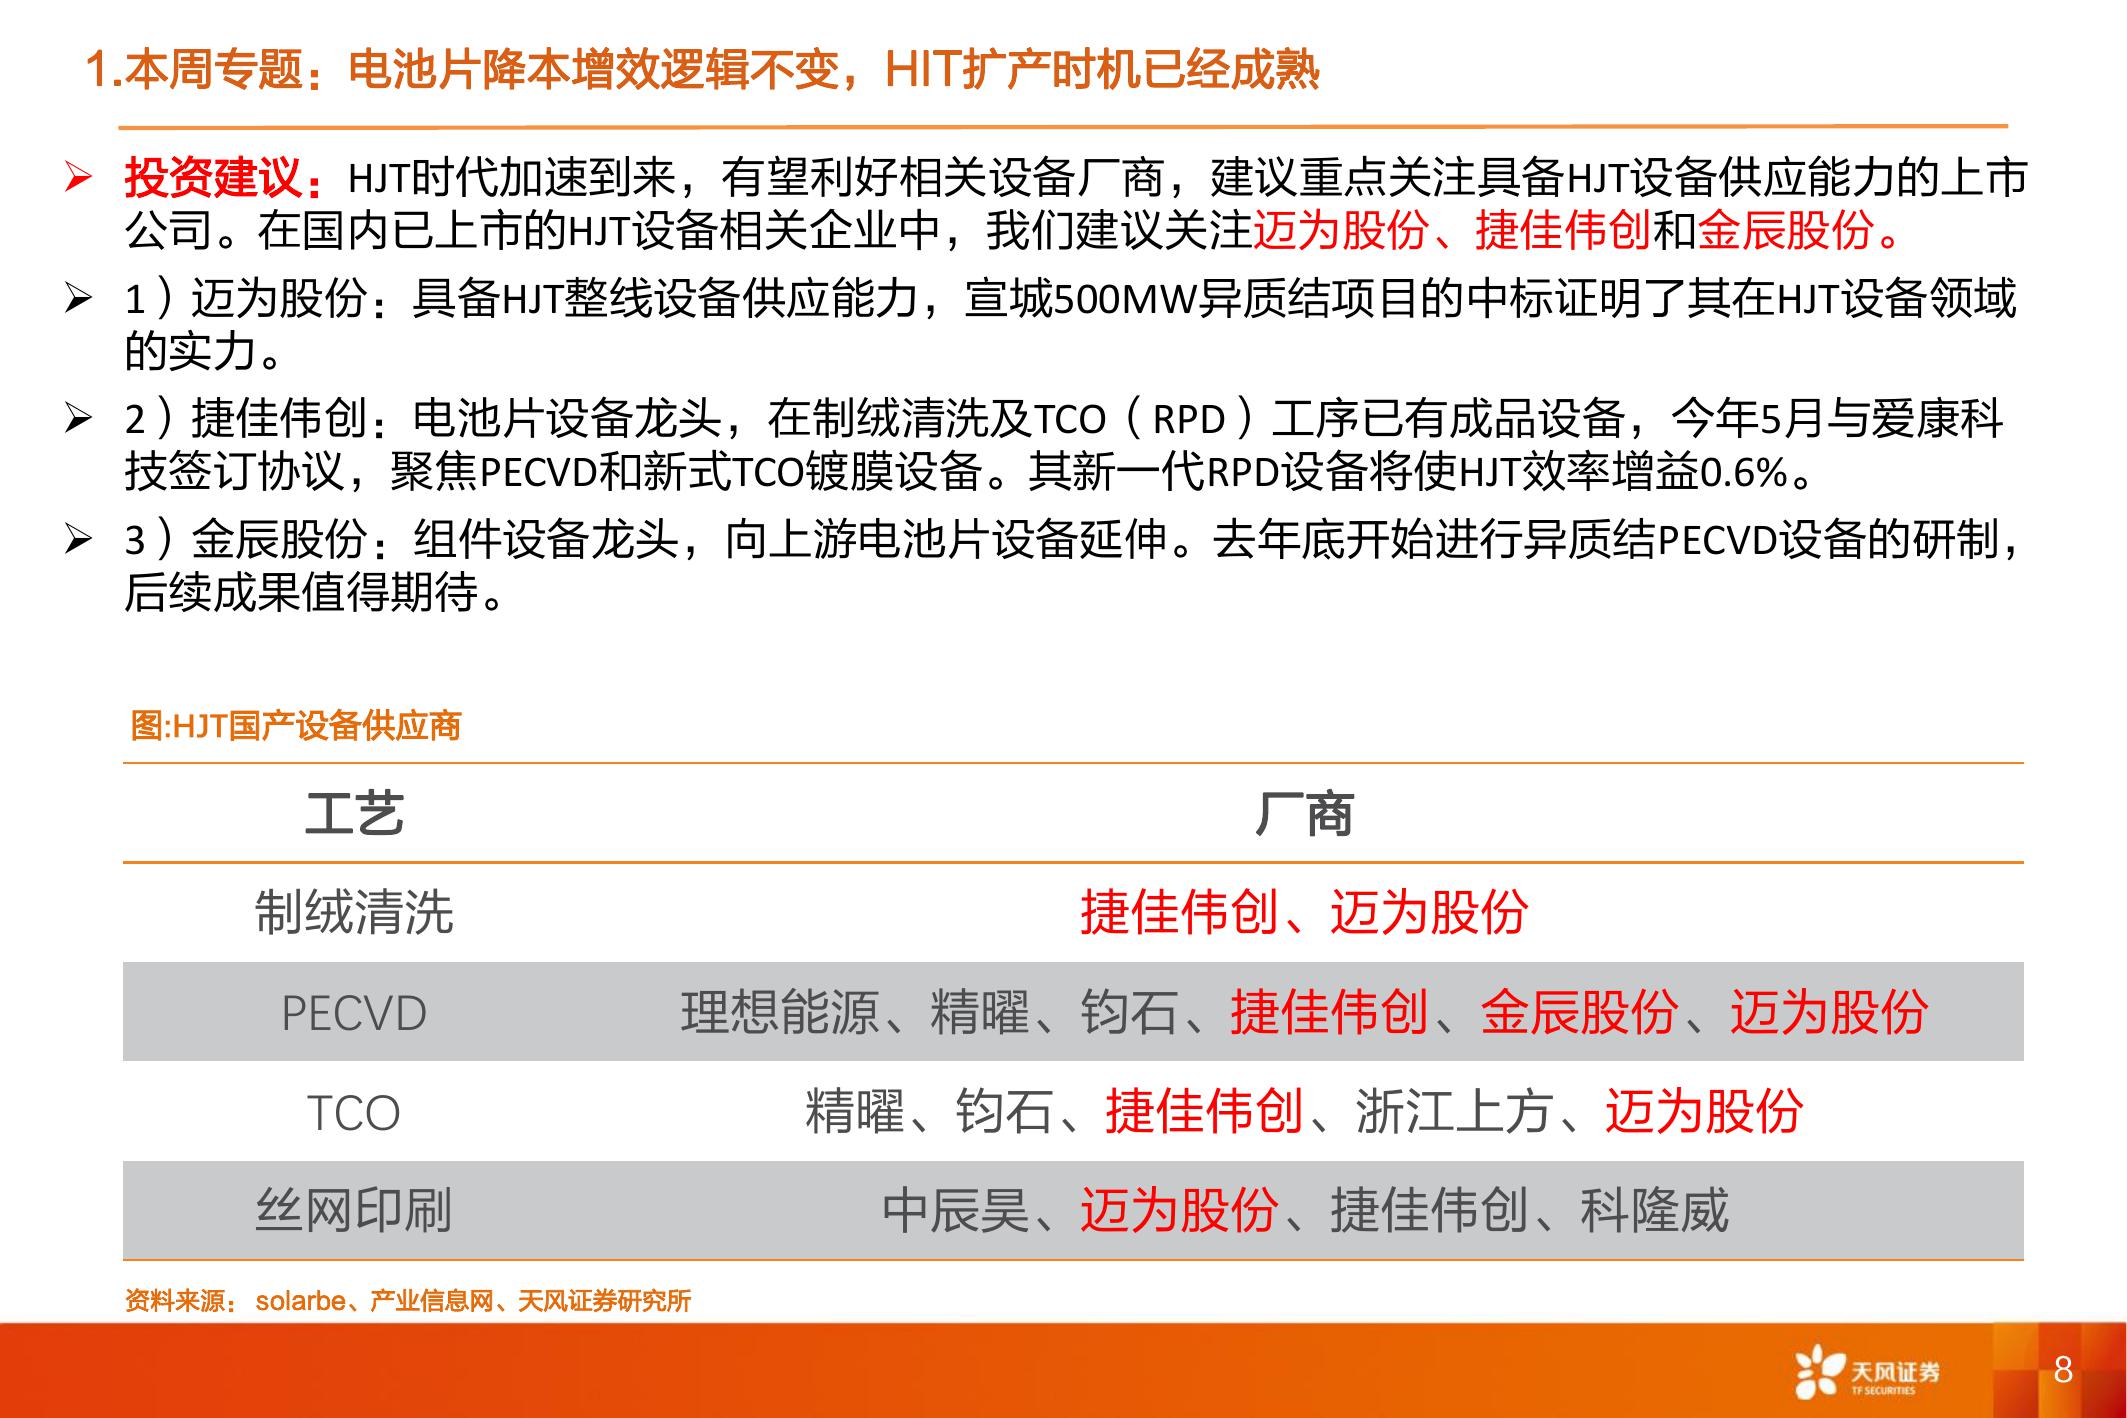 1.本周专题：电池片降本增效逻辑不变，HIT扩产时机已经成熟
投资建议：HJT时代加速到来，有望利好相关设备厂商，建议重点关注具备HJT设备供应能力的上市
公司。在国内已上市的HJT设备相关企业中，我们建议关注迈为股份、捷佳伟创和金辰股份。
1）迈为股份：具备HJT整线设备供应能力，宣城500MW异质结项目的中标证明了其在HJT设备领域
的实力。
2）捷佳伟创：电池片设备龙头，在制绒清洗及TCO（RPD）工序已有成品设备，今年5月与爱康科
技签订协议，聚焦PECVD和新式TCO镀膜设备。其新一代RPD设备将使HJT效率增益0.6%。
3）金辰股份：组件设备龙头，向上游电池片设备延伸。去年底开始进行异质结PECVD设备的研制，
后续成果值得期待。
图:HJT国产设备供应商
工艺 厂商
制绒清洗 捷佳伟创、迈为股份
PECVD 理想能源、精曜、钧石、捷佳伟创、金辰股份、迈为股份
TCO 精曜、钧石、捷佳伟创、浙江上方、迈为股份
丝网印刷 中辰昊、迈为股份、捷佳伟创、科隆威
资料来源：solarbe、产业信息网、天风证券研究所
天风证券
TF SECURITIES
8